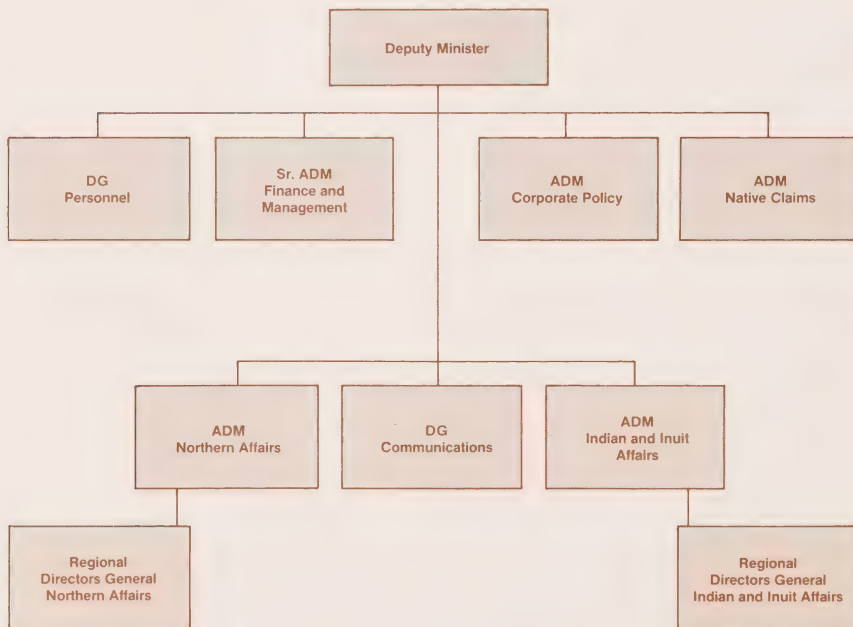 Deputy Minister
DG
Personnel
Sr. ADM
Finance and
Management
ADM
Corporate Policy
ADM
Native Claims
ADM
Northern Affairs
DG
Communications
ADM
Indian and Inuit
Affairs
Regional
Directors General
Northern Affairs
Regional
Directors General
Indian and Inuit Affairs